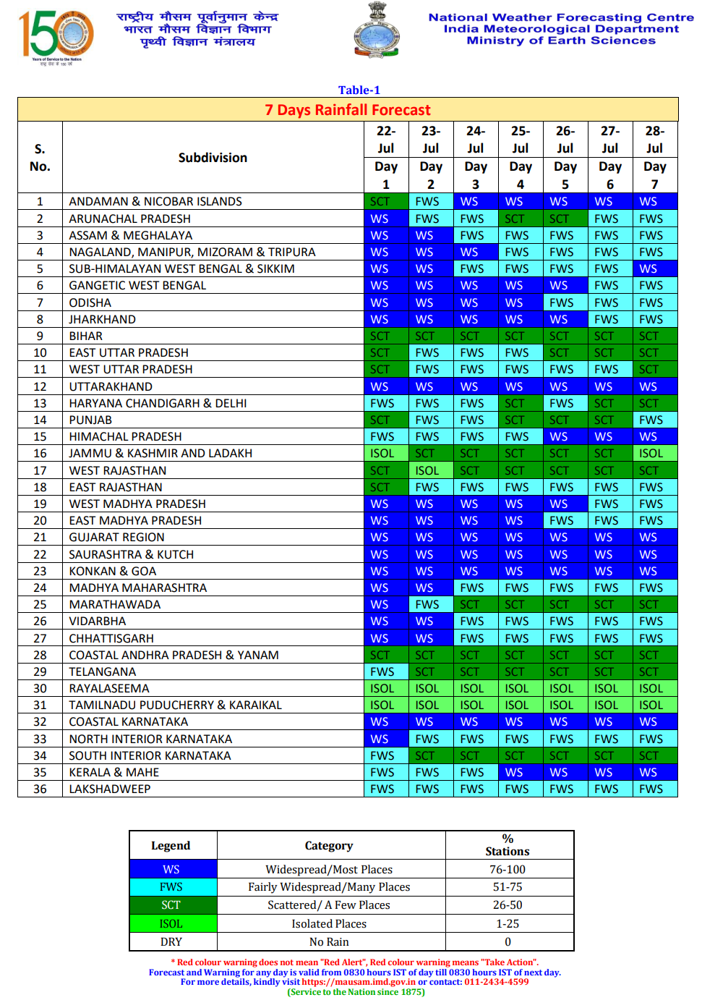 150
Years of Service to the Nation
राष्ट्र सेवा के 150 वर्ष
राष्ट्रीय मौसम पूर्वानुमान केन्द्र
भारत मौसम विज्ञान विभाग
पृथ्वी विज्ञान मंत्रालय
National Weather Forecasting Centre
India Meteorological Department
Ministry of Earth Sciences
Table-1
7 Days Rainfall Forecast
S. No. Subdivision 22-Jul 23-Jul 24-Jul 25-Jul 26-Jul 27-Jul 28-Jul
Day 1 Day 2 Day 3 Day 4 Day 5 Day 6 Day 7
1 ANDAMAN & NICOBAR ISLANDS SCT FWS WS WS WS WS WS
2 ARUNACHAL PRADESH WS FWS FWS SCT SCT FWS FWS
3 ASSAM & MEGHALAYA WS WS FWS FWS FWS FWS FWS
4 NAGALAND, MANIPUR, MIZORAM & TRIPURA WS WS WS FWS FWS FWS FWS
5 SUB-HIMALAYAN WEST BENGAL & SIKKIM WS WS FWS FWS FWS FWS WS
6 GANGETIC WEST BENGAL WS WS WS WS WS FWS FWS
7 ODISHA WS WS WS WS FWS FWS FWS
8 JHARKHAND WS WS WS WS WS FWS FWS
9 BIHAR SCT SCT SCT SCT SCT SCT SCT
10 EAST UTTAR PRADESH SCT FWS FWS FWS SCT SCT SCT
11 WEST UTTAR PRADESH SCT FWS FWS FWS FWS FWS SCT
12 UTTARAKHAND WS WS WS WS WS WS WS
13 HARYANA CHANDIGARH & DELHI FWS FWS FWS SCT FWS SCT SCT
14 PUNJAB SCT FWS FWS SCT SCT SCT FWS
15 HIMACHAL PRADESH FWS FWS FWS FWS WS WS WS
16 JAMMU & KASHMIR AND LADAKH ISOL SCT SCT SCT SCT SCT ISOL
17 WEST RAJASTHAN SCT ISOL SCT SCT SCT SCT SCT
18 EAST RAJASTHAN SCT FWS FWS FWS FWS FWS FWS
19 WEST MADHYA PRADESH WS WS WS WS WS FWS FWS
20 EAST MADHYA PRADESH WS WS WS WS FWS FWS FWS
21 GUJARAT REGION WS WS WS WS WS WS WS
22 SAURASHTRA & KUTCH WS WS WS WS WS WS WS
23 KONKAN & GOA WS WS WS WS WS WS WS
24 MADHYA MAHARASHTRA WS WS FWS FWS FWS FWS FWS
25 MARATHAWADA WS FWS SCT SCT SCT SCT SCT
26 VIDARBHA WS WS FWS FWS FWS FWS FWS
27 CHHATTISGARH WS WS FWS FWS FWS FWS FWS
28 COASTAL ANDHRA PRADESH & YANAM SCT SCT SCT SCT SCT SCT SCT
29 TELANGANA FWS SCT SCT SCT SCT SCT SCT
30 RAYALASEEMA ISOL ISOL ISOL ISOL ISOL ISOL ISOL
31 TAMILNADU PUDUCHERRY & KARAIKAL ISOL ISOL ISOL ISOL ISOL ISOL ISOL
32 COASTAL KARNATAKA WS WS WS WS WS WS WS
33 NORTH INTERIOR KARNATAKA WS FWS FWS FWS FWS FWS FWS
34 SOUTH INTERIOR KARNATAKA FWS SCT SCT SCT SCT SCT SCT
35 KERALA & MAHE FWS FWS FWS WS WS WS WS
36 LAKSHADWEEP FWS FWS FWS FWS FWS FWS FWS
Legend Category % Stations
WS Widespread/Most Places 76-100
FWS Fairly Widespread/Many Places 51-75
SCT Scattered/ A Few Places 26-50
ISOL Isolated Places 1-25
DRY No Rain 0
* Red colour warning does not mean "Red Alert", Red colour warning means "Take Action".
Forecast and Warning for any day is valid from 0830 hours IST of day till 0830 hours IST of next day.
For more details, kindly visit https://mausam.imd.gov.in or contact: 011-2434-4599
(Service to the Nation since 1875)